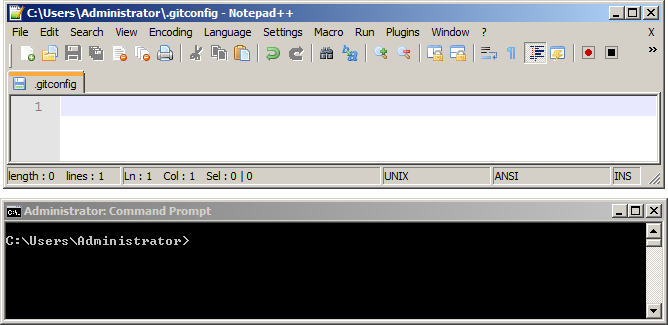 C:\Users\Administrator\.gitconfig - Notepad++
File Edit Search View Encoding Language Settings Macro Run Plugins Window ? X
.gitconfig
1
length : 0 lines : 1 Ln : 1 Col : 1 Sel : 0 | 0 UNIX ANSI INS
Administrator: Command Prompt
C:\Users\Administrator>